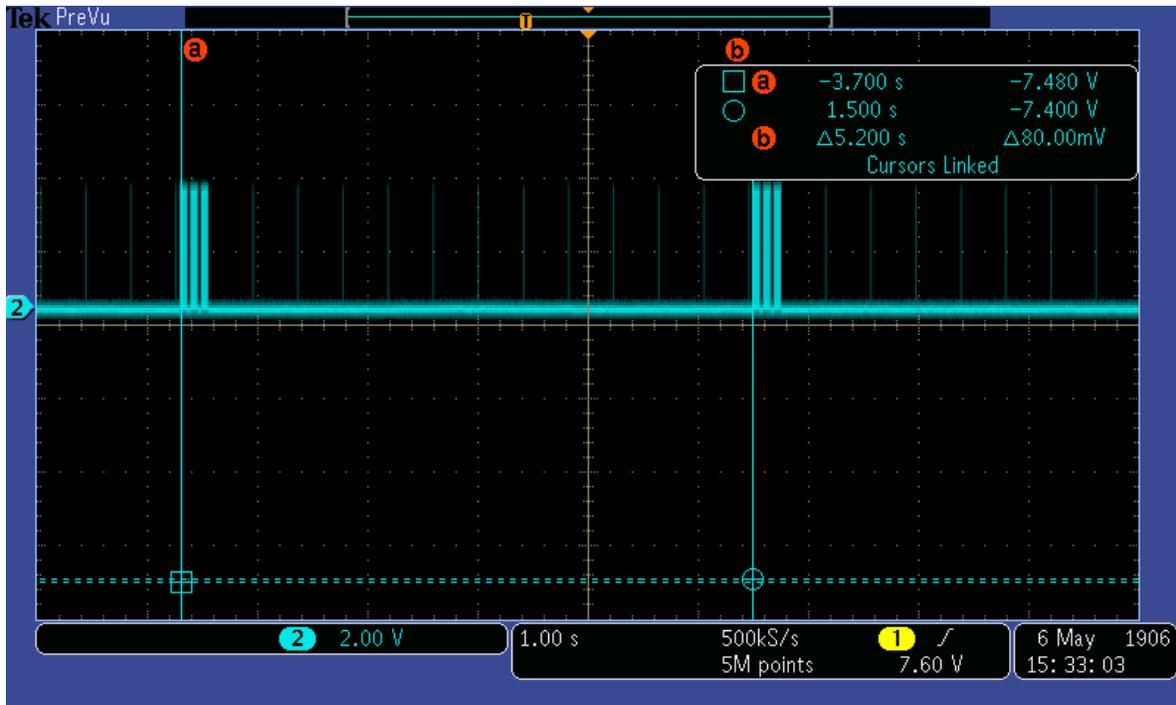 Tek PreVu
T
a b
a -3.700 s -7.480 V
1.500 s -7.400 V
b Δ5.200 s Δ80.00mV
Cursors Linked
2
2 2.00 V
1.00 s 500kS/s 1 7.60 V
5M points
6 May 1906
15: 33: 03